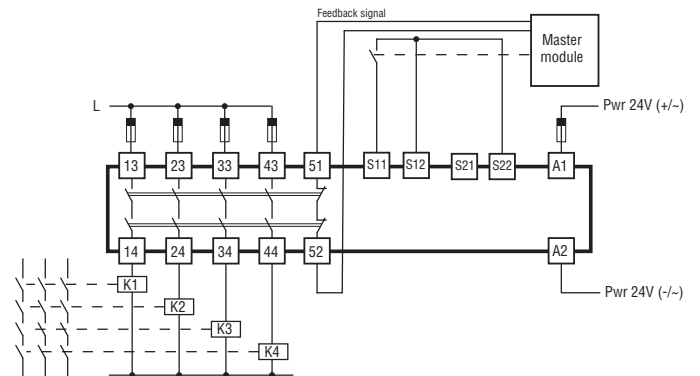 Feedback signal
Master
module
L
Pwr 24V (+/~)
13 23 33 43 51 S11 S12 S21 S22 A1
14 24 34 44 52 A2
K1
K2
K3
K4
Pwr 24V (-/~)